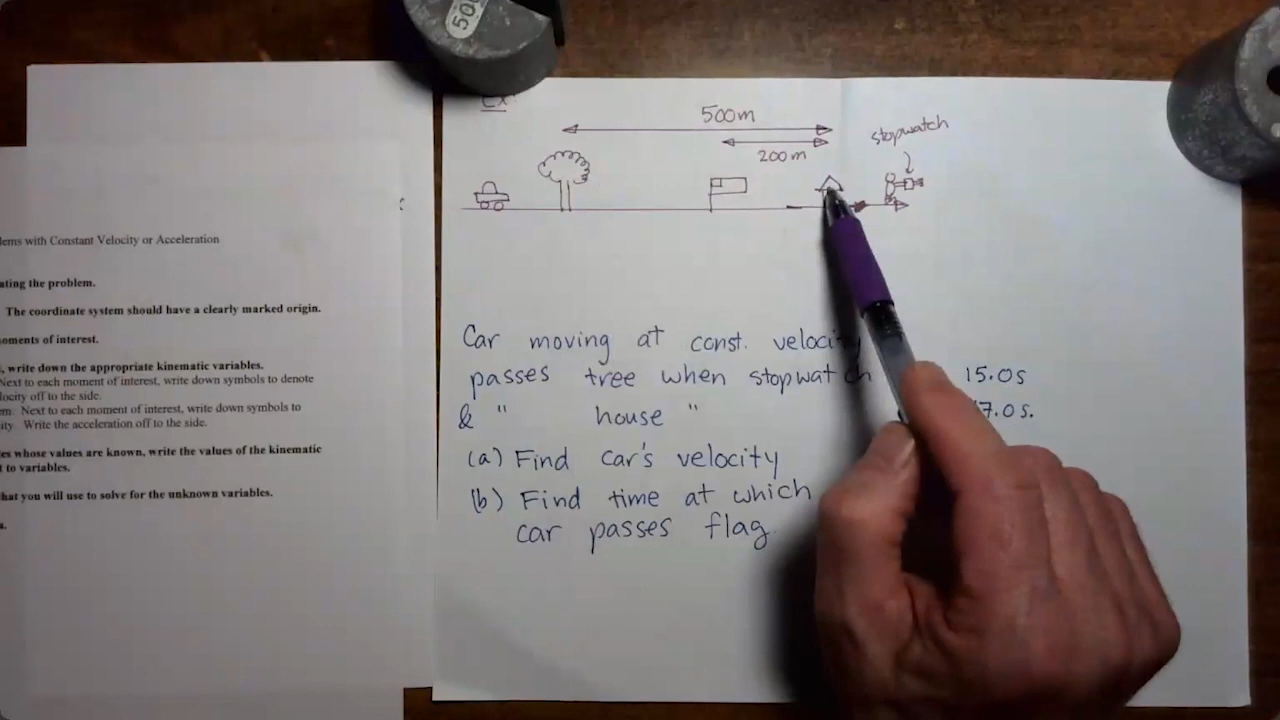 50
Ex
500m
200m
stopwatch
lems with Constant Velocity or Acceleration
ating the problem.
The coordinate system should have a clearly marked origin.
oments of interest.
, write down the appropriate kinematic variables.
Next to each moment of interest, write down symbols to denote
locity off to the side.
em: Next to each moment of interest, write down symbols to
ity. Write the acceleration off to the side.
es whose values are known, write the values of the kinematic
t to variables.
hat you will use to solve for the unknown variables.
Car moving at const. velocity
passes tree when stopwatch 15.0s
& " house " 7.0s.
(a) Find car's velocity
(b) Find time at which
car passes flag.